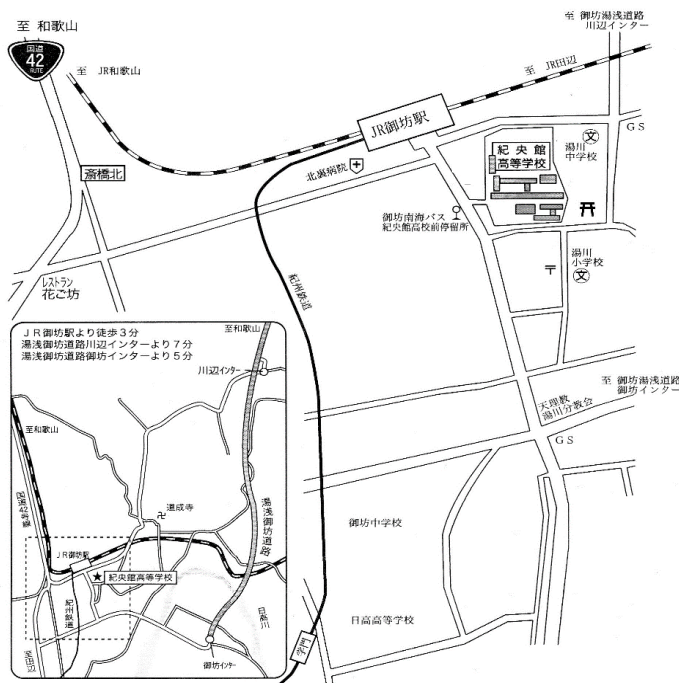 至 和歌山
国道
42
ROUTE
至 JR和歌山
至 御坊湯浅道路
川辺インター
至 JR田辺
JR御坊駅
GS
紀央館
高等学校
湯川
中学校
文
斎橋北
北裏病院
御坊南海バス
紀央館高校前停留所
湯川
小学校
文
レストラン
花ご坊
紀州鉄道
至 御坊湯浅道路
御坊インター
天理教
湯川分教会
GS
御坊中学校
日高高等学校
学門
JR御坊駅より徒歩3分
湯浅御坊道路川辺インターより7分
湯浅御坊道路御坊インターより5分
至和歌山
川辺インター
至和歌山
国道42号線
道成寺
湯浅御坊道路
JR御坊駅
★ 紀央館高等学校
紀州鉄道
日高川
至田辺
御坊インター